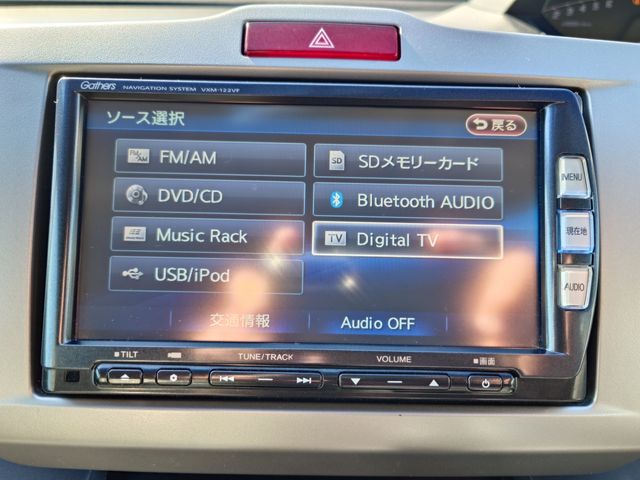 Gathers NAVIGATION SYSTEM VXM-122VF
ソース選択
戻る
FM/AM
SD SDメモリーカード
DVD/CD
Bluetooth AUDIO
Music Rack
TV Digital TV
USB/iPod
交通情報
Audio OFF
MENU
現在地
AUDIO
TILT
TUNE/TRACK
VOLUME
画面